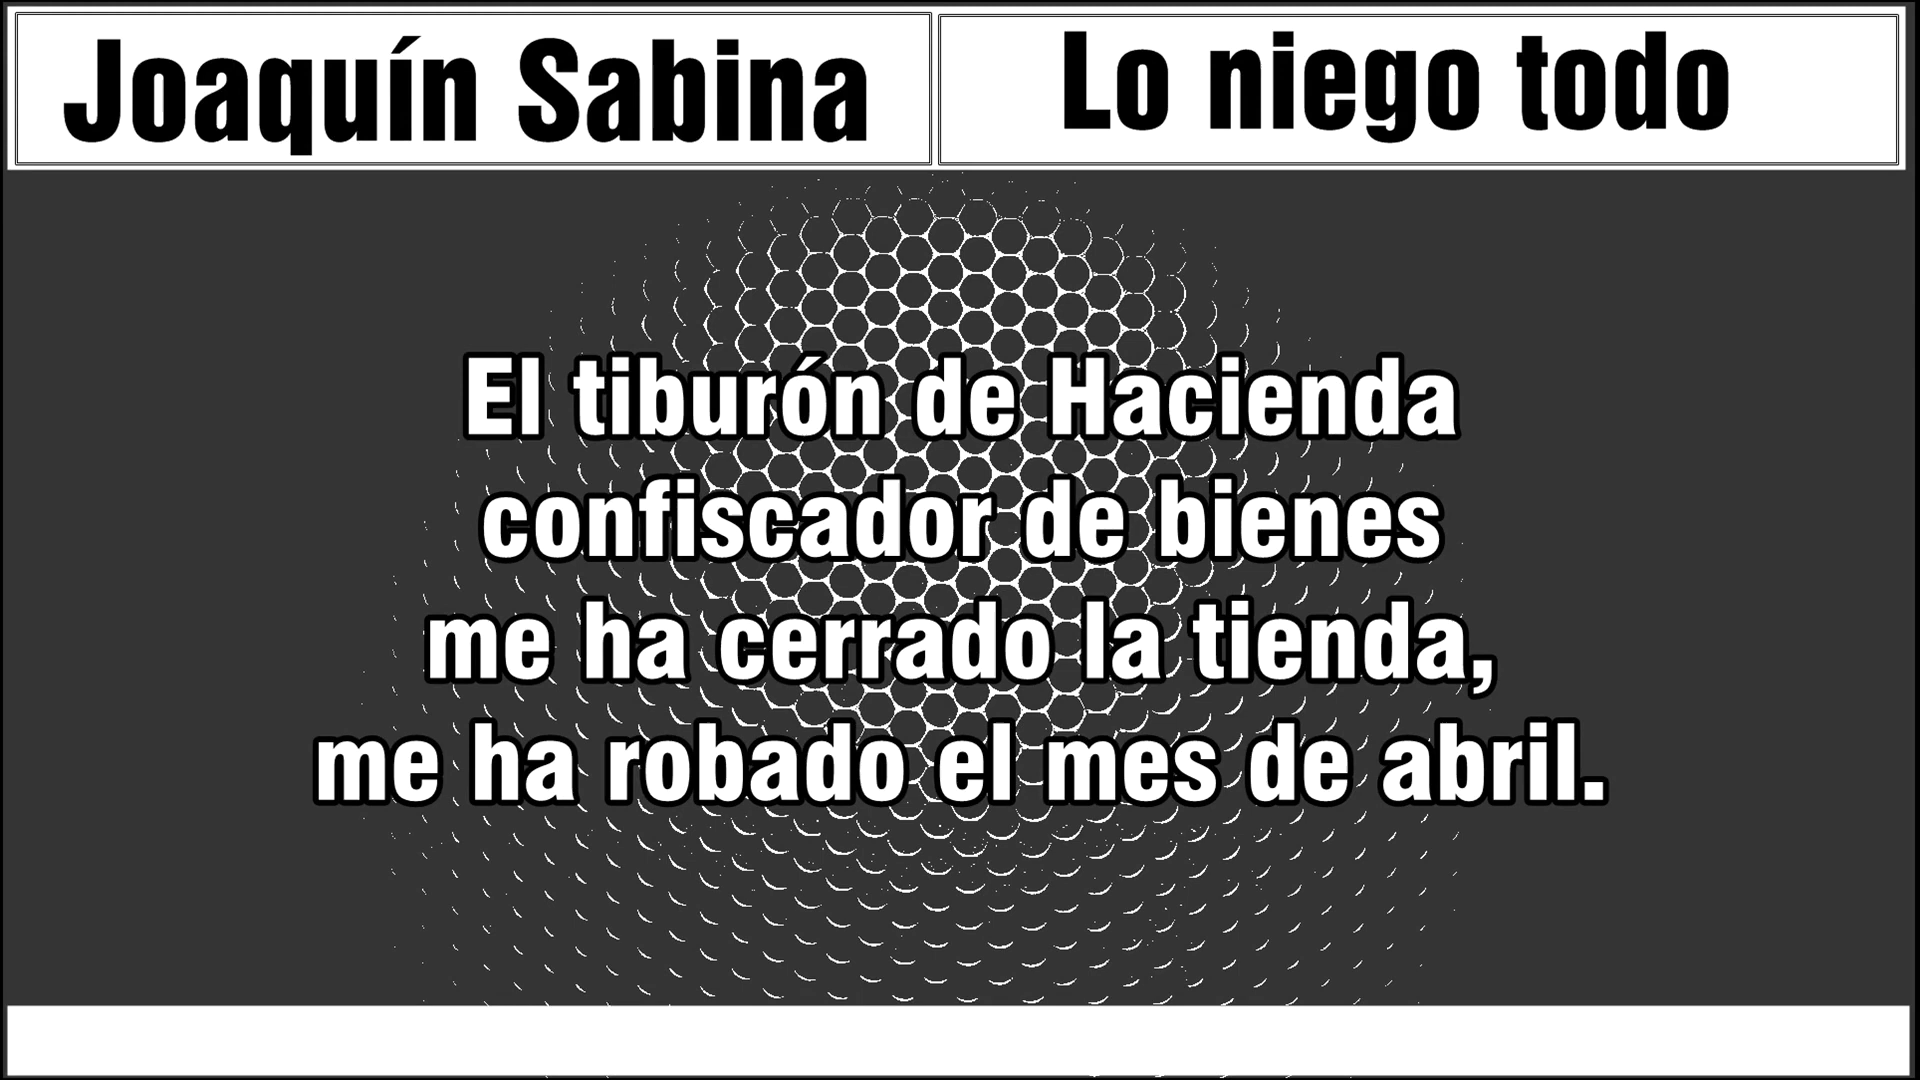 Joaquín Sabina
Lo niego todo
El tiburón de Hacienda
confiscador de bienes
me ha cerrado la tienda,
me ha robado el mes de abril.